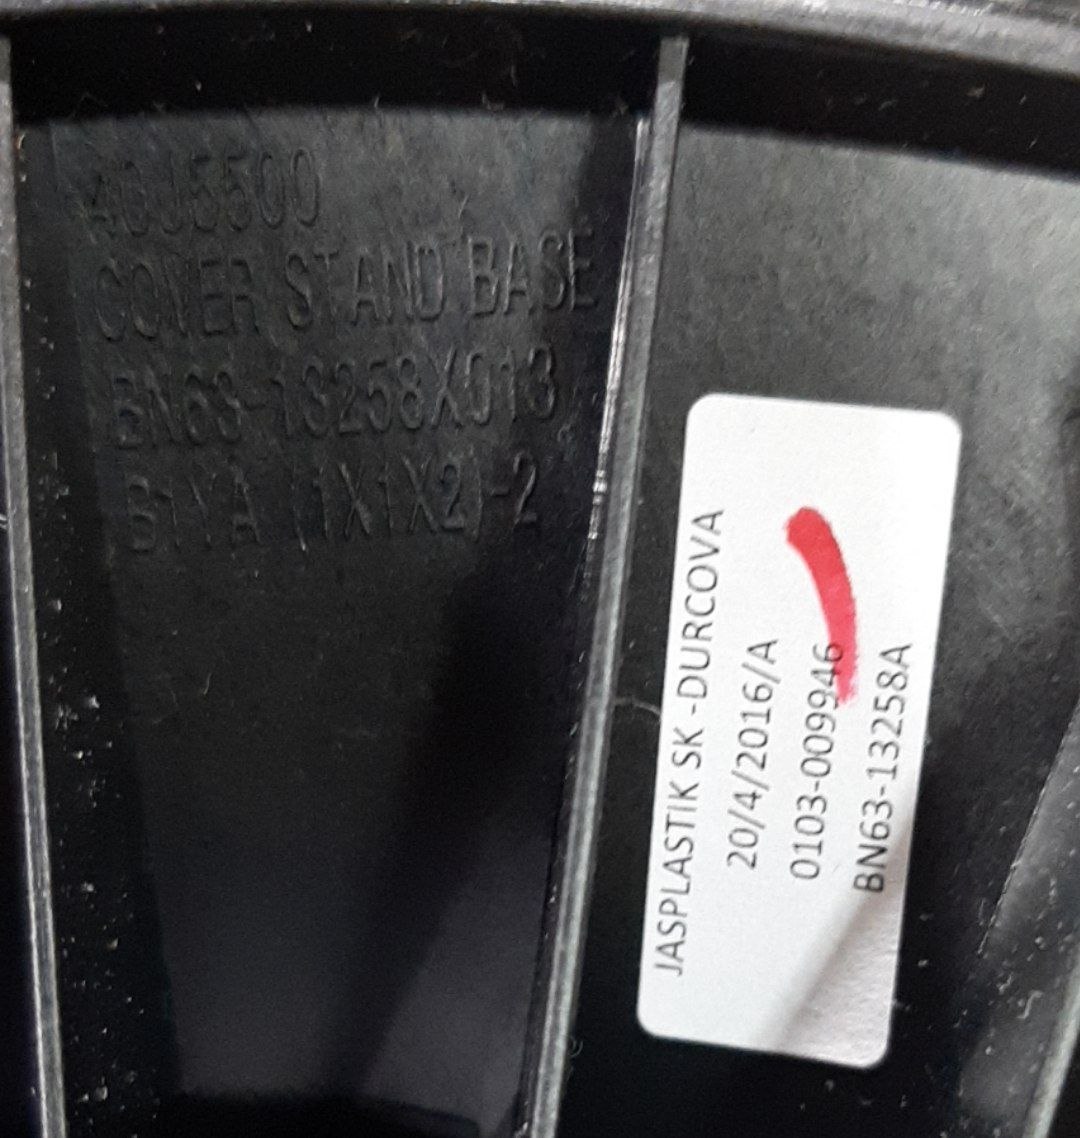 40J5500
COVER STAND BASE
BN63-13258X013
B1YA (1X1X2)-2
JASPLASTIK SK -DURCOVA
20/4/2016/A
0103-009946
BN63-13258A